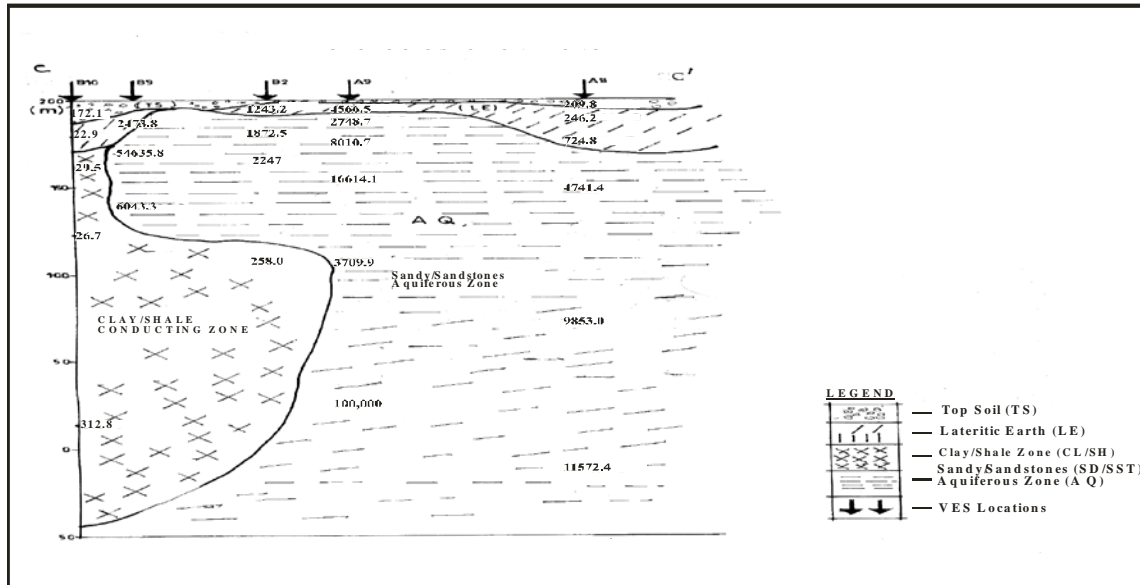 C C'
B10 B9 B2 A9 A8
200 (TS) 1243.2 4566.5 (LE) 209.8
(m) 172.1 2473.8 2748.7 246.2
22.9 1872.5 8010.7 724.8
54635.8 2247
29.5 16614.1 4741.4
150
6043.3 A Q.
26.7
100 258.0 3709.9 Sandy/Sandstones
Aquiferous Zone
CLAY/SHALE 9853.0
CONDUCTING ZONE
50
100,000
312.8
0
11572.4
50
LEGEND
Top Soil (TS)
Lateritic Earth (LE)
Clay/Shale Zone (CL/SH)
Sandy/Sandstones (SD/SST)
Aquiferous Zone (A Q)
VES Locations